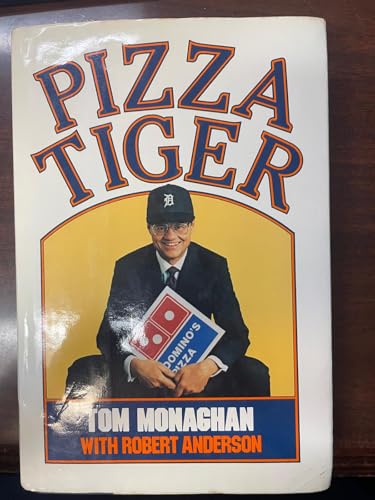 PIZZA
TIGER
D
DOMINO'S
PIZZA
TOM MONAGHAN
WITH ROBERT ANDERSON